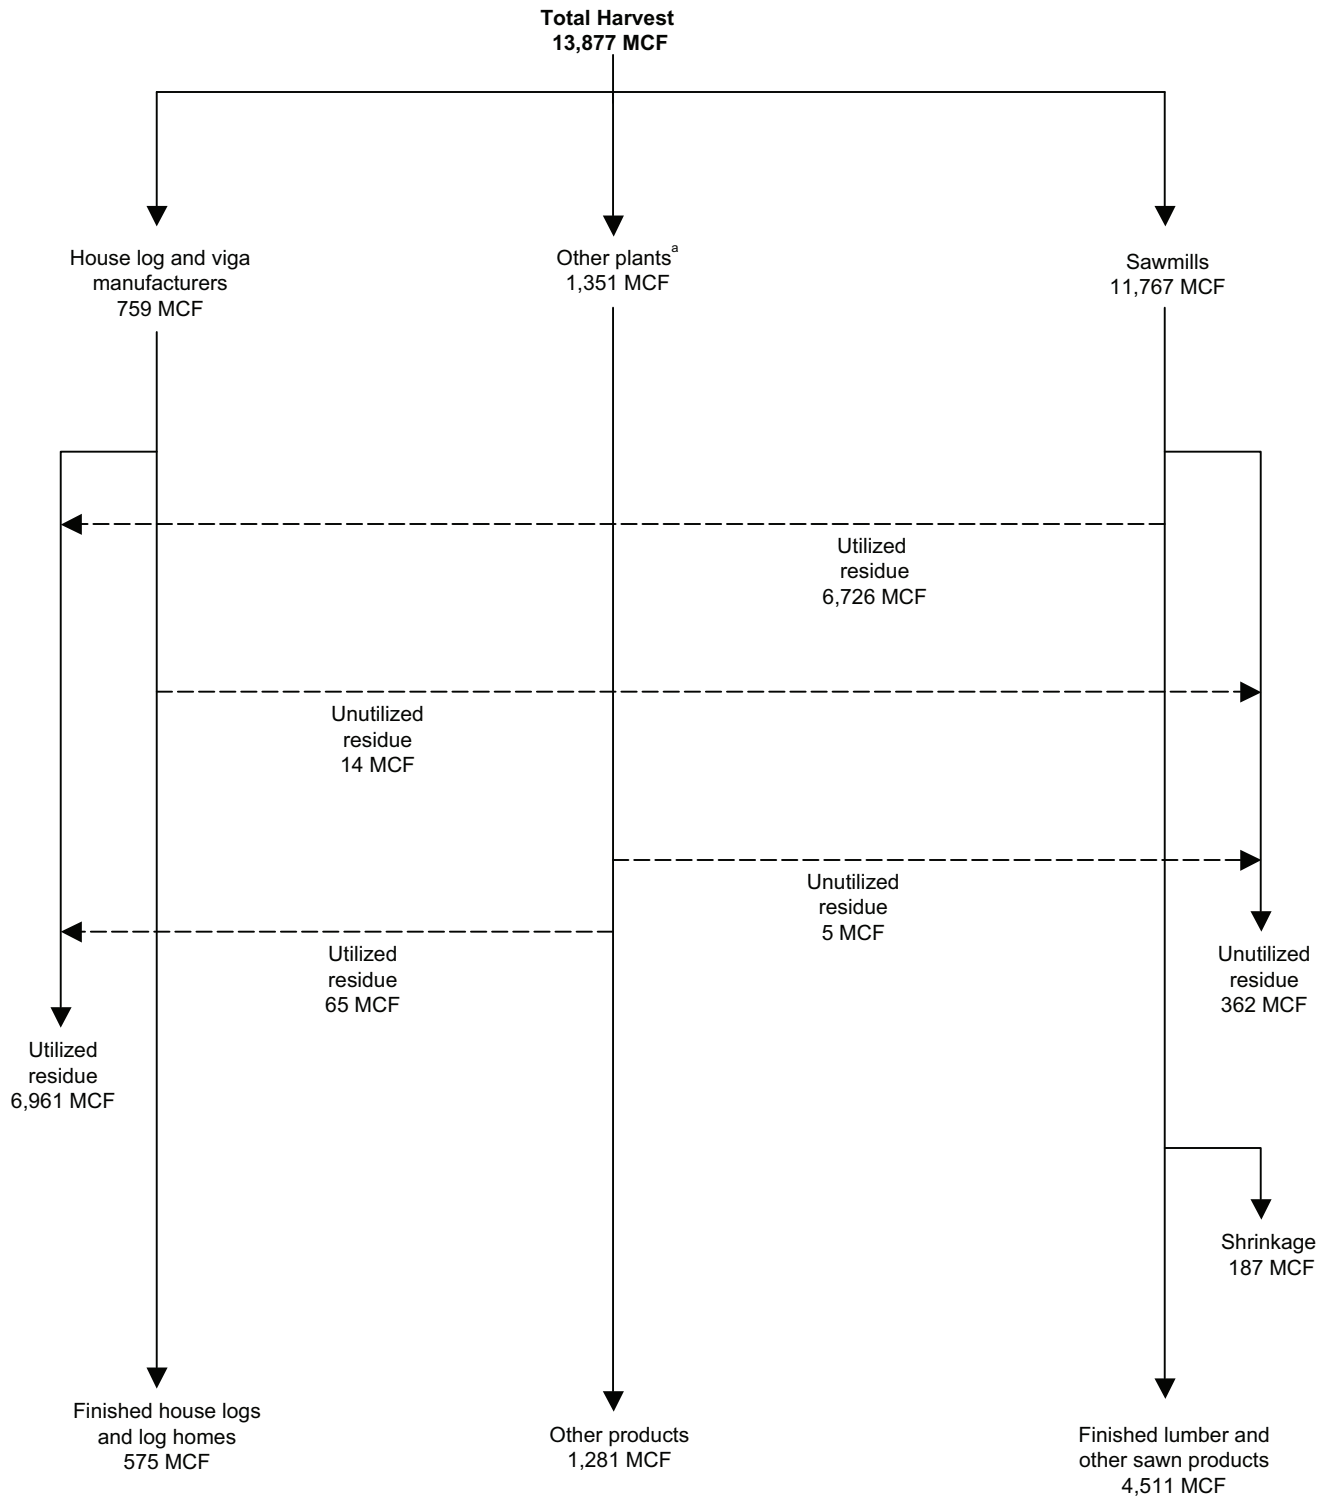 Total Harvest
13,877 MCF
House log and viga
manufacturers
759 MCF
Other plantsᵃ
1,351 MCF
Sawmills
11,767 MCF
Utilized
residue
6,726 MCF
Unutilized
residue
14 MCF
Unutilized
residue
5 MCF
Utilized
residue
65 MCF
Unutilized
residue
362 MCF
Utilized
residue
6,961 MCF
Shrinkage
187 MCF
Finished house logs
and log homes
575 MCF
Other products
1,281 MCF
Finished lumber and
other sawn products
4,511 MCF